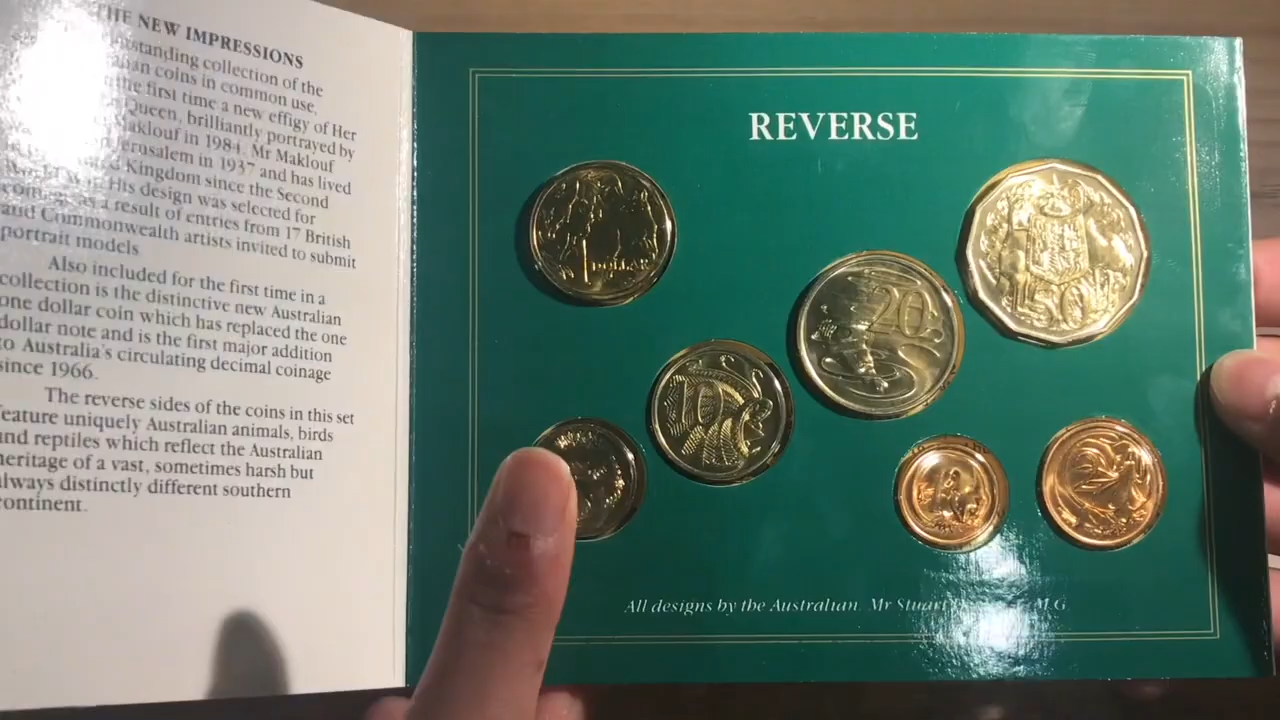 THE NEW IMPRESSIONS
standing collection of the
coins in common use,
the first time a new effigy of Her
Queen, brilliantly portrayed by
aklouf in 1984. Mr Maklouf
Jerusalem in 1937 and has lived
Kingdom since the Second
His design was selected for
a result of entries from 17 British
and Commonwealth artists invited to submit
portrait models
Also included for the first time in a
collection is the distinctive new Australian
one dollar coin which has replaced the one
dollar note and is the first major addition
to Australia's circulating decimal coinage
since 1966.
The reverse sides of the coins in this set
feature uniquely Australian animals, birds
and reptiles which reflect the Australian
heritage of a vast, sometimes harsh but
always distinctly different southern
continent.
REVERSE
1 DOLLAR
50
20
10
All designs by the Australian Mr Stuart M.G